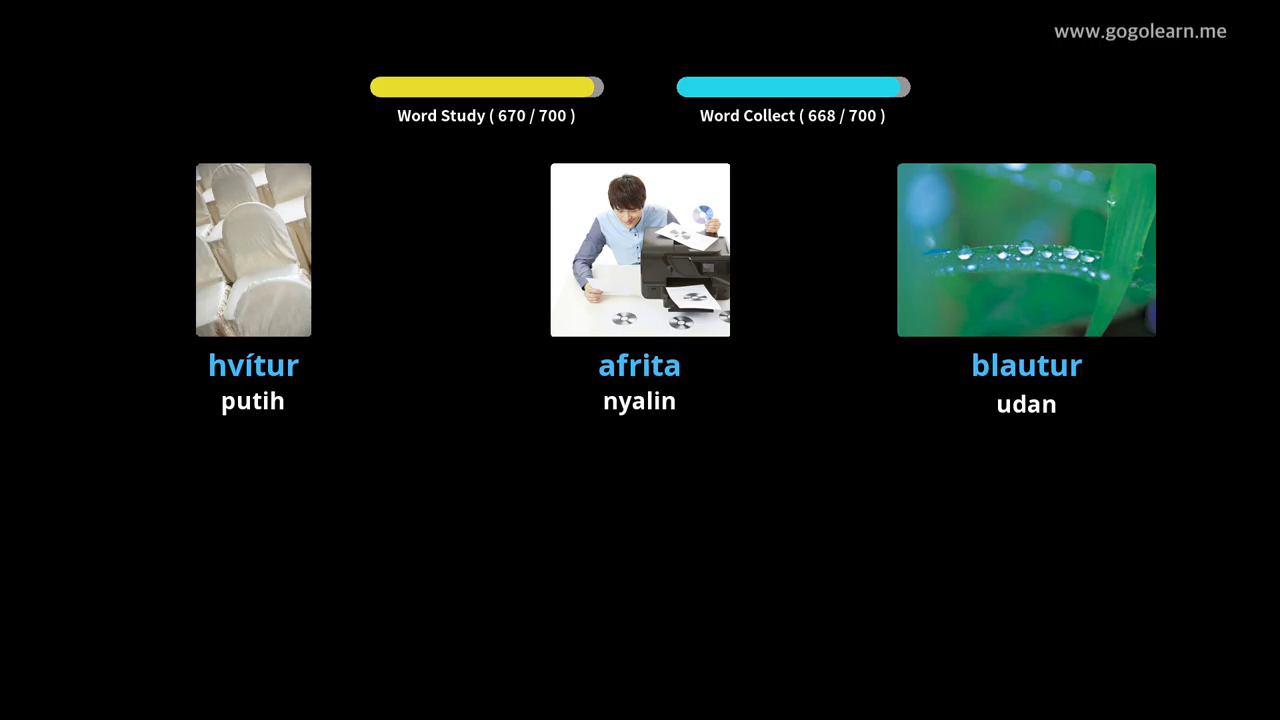 www.gogolearn.me
Word Study ( 670 / 700 )
Word Collect ( 668 / 700 )
hvítur
putih
afrita
nyalin
blautur
udan